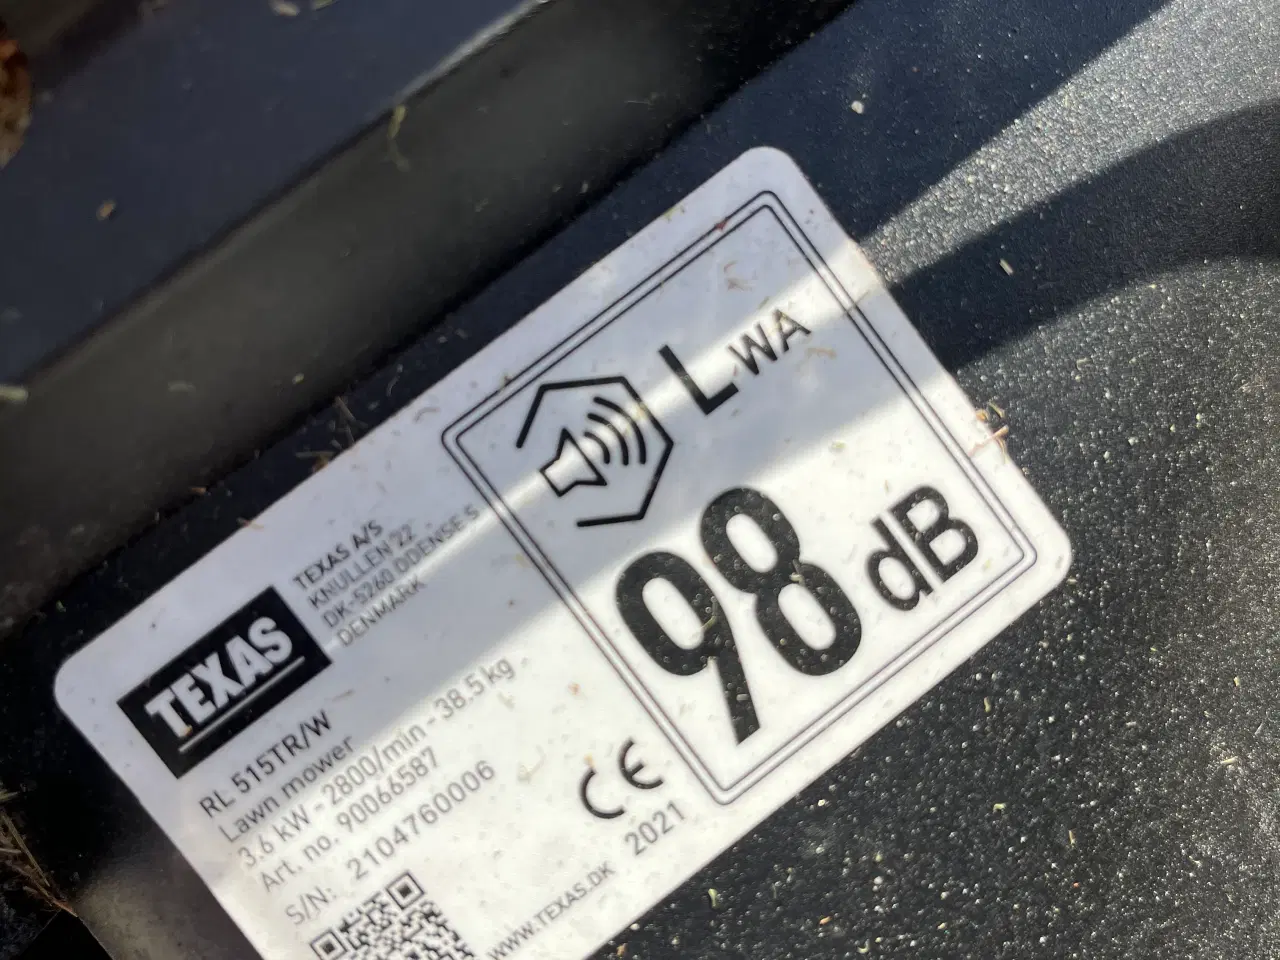 TEXAS
TEXAS A/S
KNULLEN 22
DK-5260 ODENSE S
DENMARK
RL 515TR/W
Lawn mower
3.6 kW - 2800/min - 38.5 kg
Art. no. 90066587
S/N: 2104760006
CE
WWW.TEXAS.DK 2021
LWA
98 dB